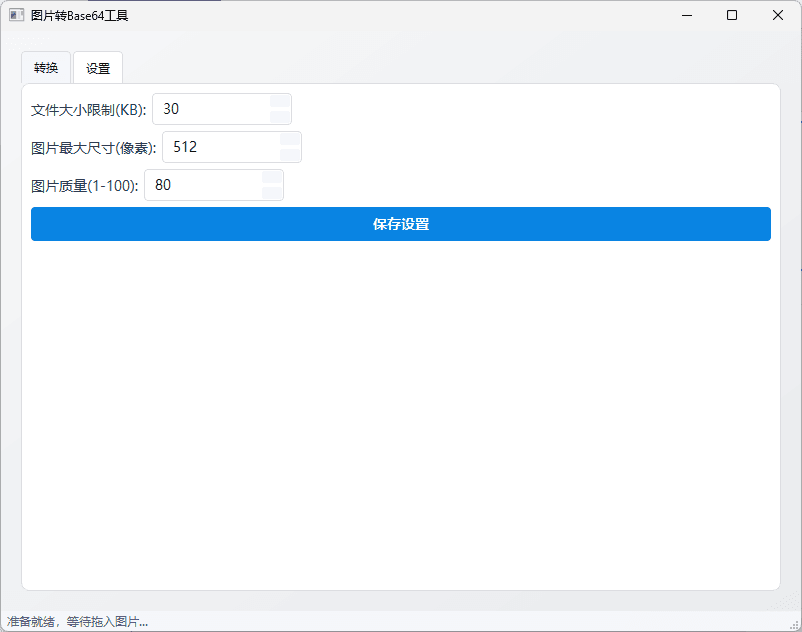 图片转Base64工具
转换 设置
文件大小限制(KB): 30
图片最大尺寸(像素): 512
图片质量(1-100): 80
保存设置
准备就绪，等待拖入图片...